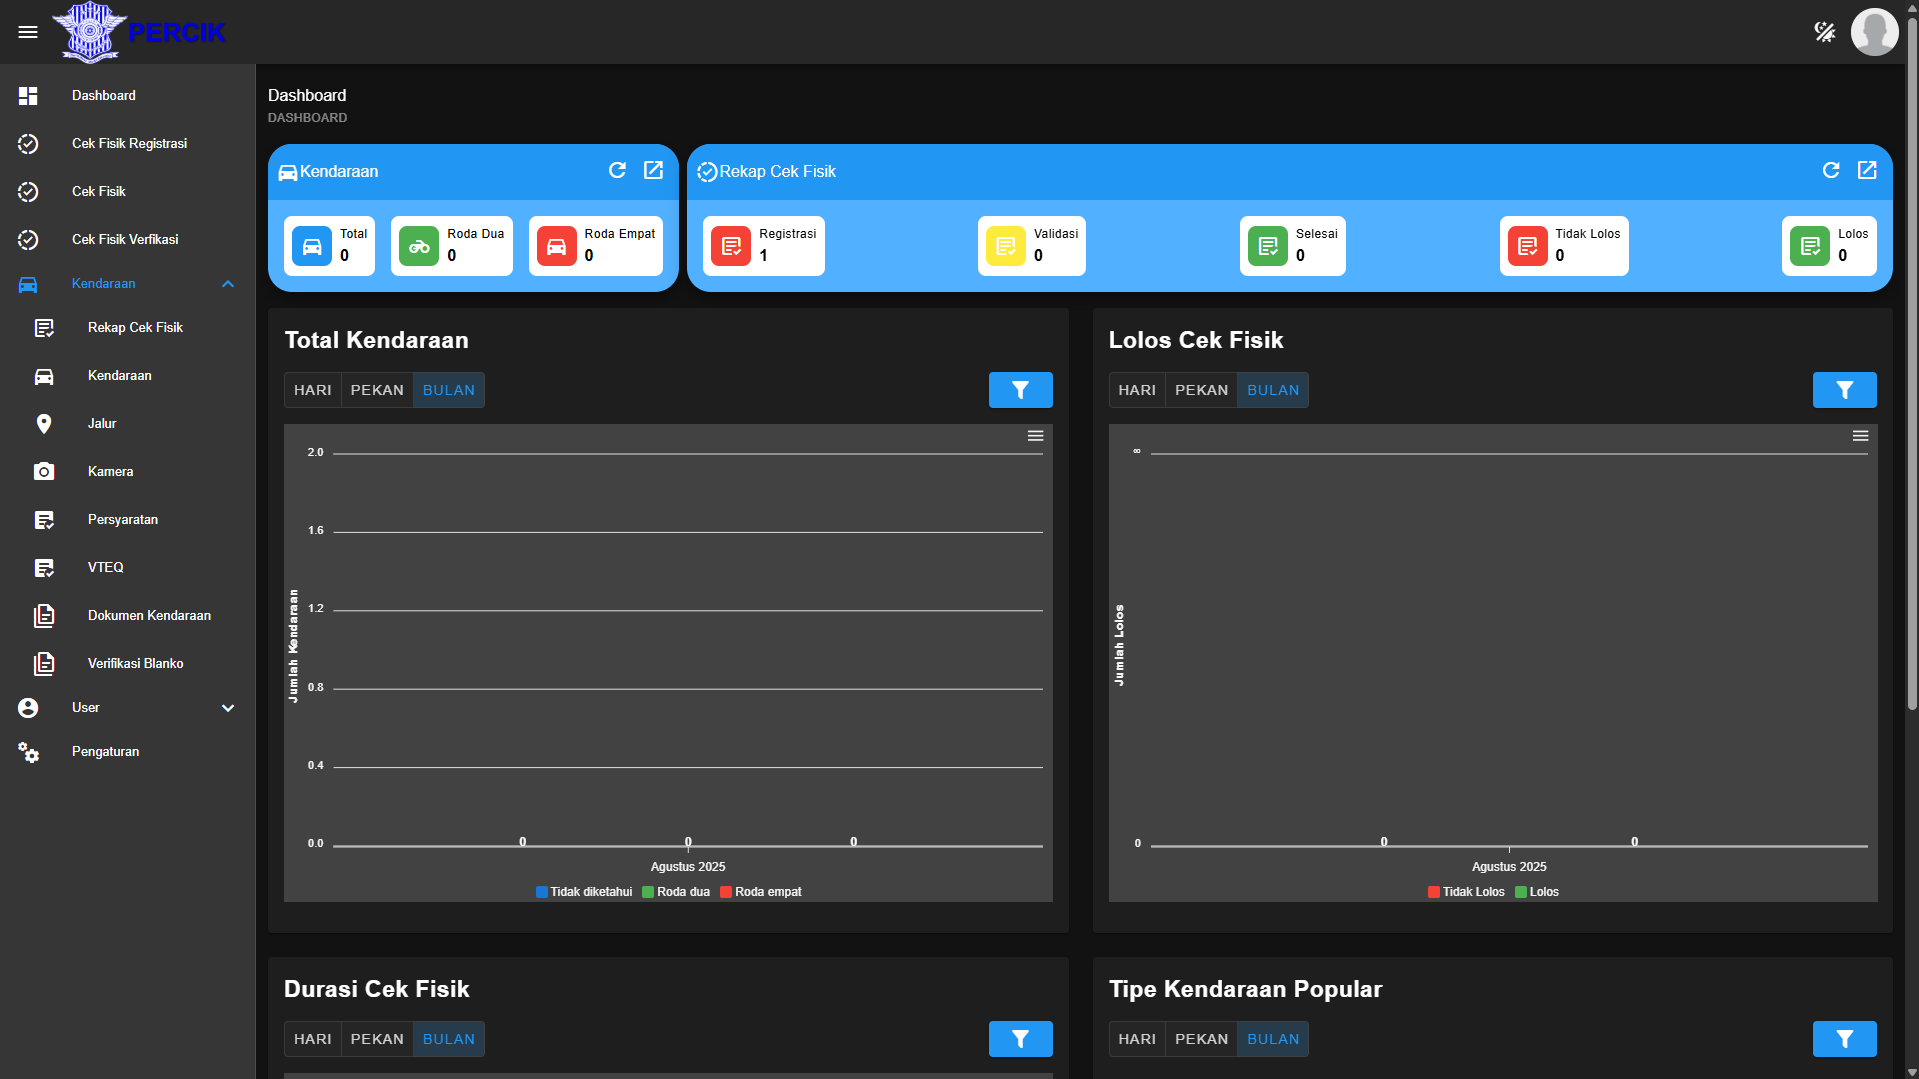 PERCIK
Dashboard
Cek Fisik Registrasi
Cek Fisik
Cek Fisik Verfikasi
Kendaraan
Rekap Cek Fisik
Kendaraan
Jalur
Kamera
Persyaratan
VTEQ
Dokumen Kendaraan
Verifikasi Blanko
User
Pengaturan
Dashboard
DASHBOARD
Kendaraan
Total
0
Roda Dua
0
Roda Empat
0
Rekap Cek Fisik
Registrasi
1
Validasi
0
Selesai
0
Tidak Lolos
0
Lolos
0
Total Kendaraan
HARI PEKAN BULAN
2.0
1.6
1.2
0.8
0.4
0.0
Jumlah Kendaraan
0 0 0
Agustus 2025
Tidak diketahui Roda dua Roda empat
Lolos Cek Fisik
HARI PEKAN BULAN
∞
0
Jumlah Lolos
0 0
Agustus 2025
Tidak Lolos Lolos
Durasi Cek Fisik
HARI PEKAN BULAN
Tipe Kendaraan Popular
HARI PEKAN BULAN